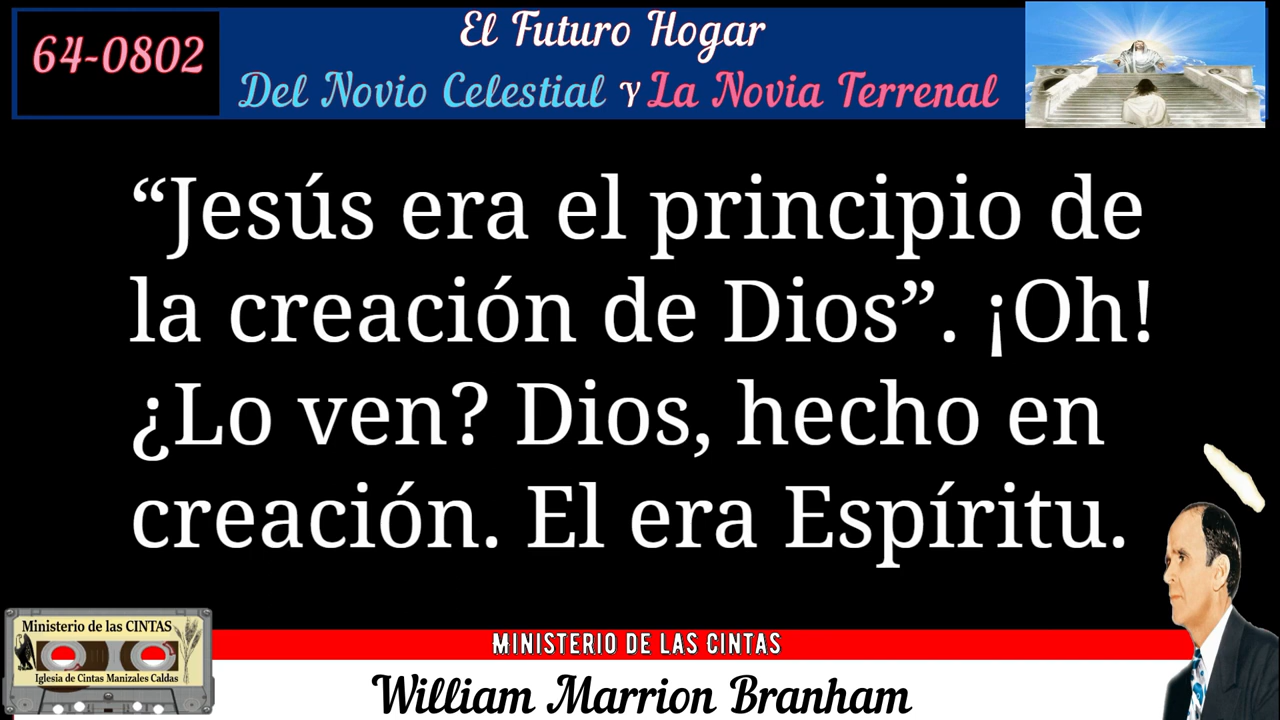 64-0802
El Futuro Hogar
Del Novio Celestial Y La Novia Terrenal
“Jesús era el principio de
la creación de Dios”. ¡Oh!
¿Lo ven? Dios, hecho en
creación. El era Espíritu.
Ministerio de las CINTAS
Iglesia de Cintas Manizales Caldas
MINISTERIO DE LAS CINTAS
William Marrion Branham